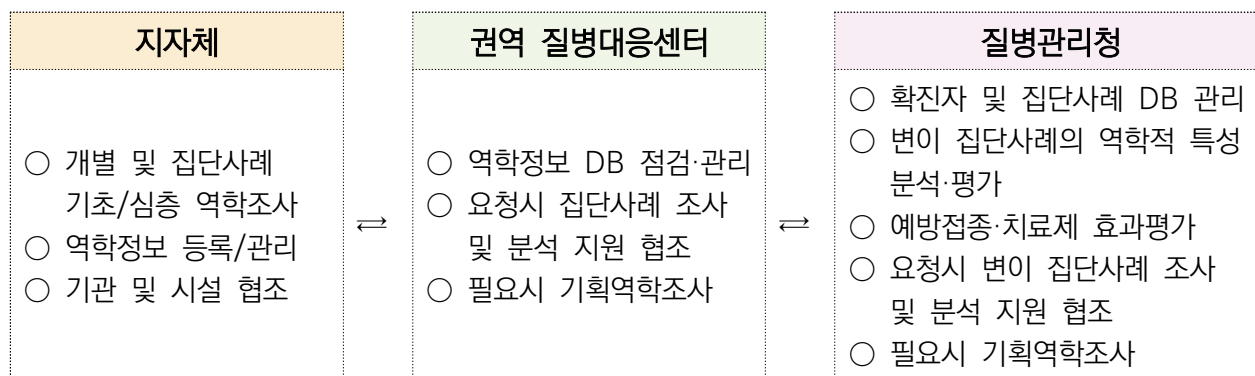 지자체
○ 개별 및 집단사례
기초/심층 역학조사
○ 역학정보 등록/관리
○ 기관 및 시설 협조
⇄
권역 질병대응센터
○ 역학정보 DB 점검·관리
○ 요청시 집단사례 조사
및 분석 지원 협조
○ 필요시 기획역학조사
⇄
질병관리청
○ 확진자 및 집단사례 DB 관리
○ 변이 집단사례의 역학적 특성
분석·평가
○ 예방접종·치료제 효과평가
○ 요청시 변이 집단사례 조사
및 분석 지원 협조
○ 필요시 기획역학조사